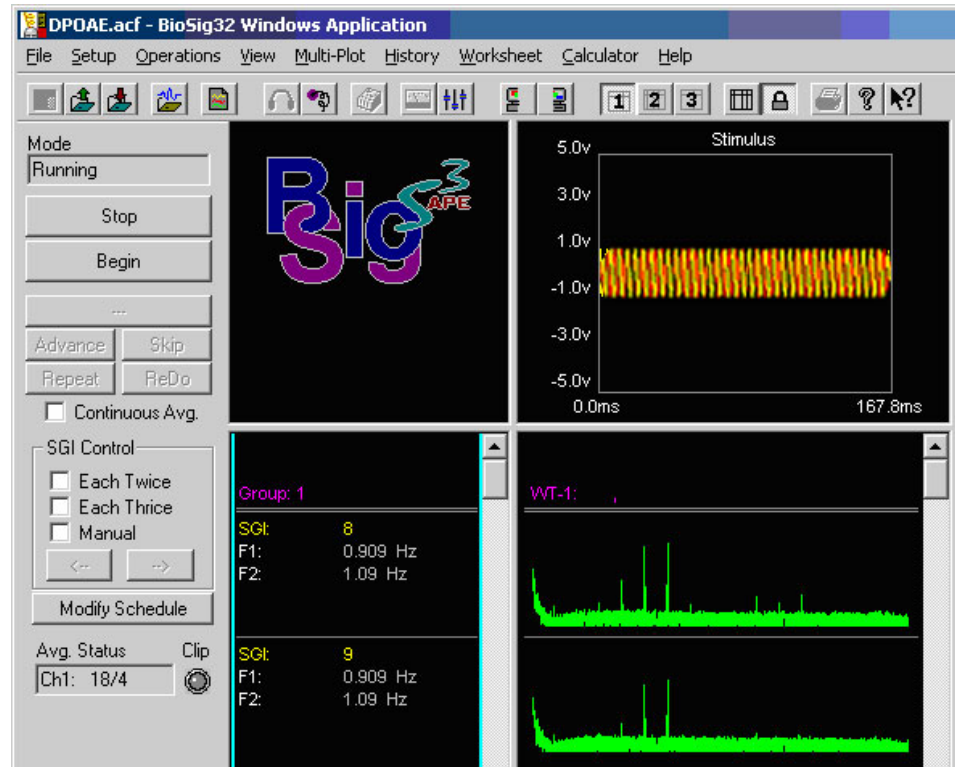 DPOAE.acf - BioSig32 Windows Application
File Setup Operations View Multi-Plot History Worksheet Calculator Help
1 2 3
Mode
Running
Stop
Begin
...
Advance Skip
Repeat ReDo
Continuous Avg.
SGI Control
Each Twice
Each Thrice
Manual
<-- -->
Modify Schedule
Avg. Status Clip
Ch1: 18/4
BioSig
32
APE
Stimulus
5.0v
3.0v
1.0v
-1.0v
-3.0v
-5.0v
0.0ms 167.8ms
Group: 1
VVT-1: ,
SGI: 8
F1: 0.909 Hz
F2: 1.09 Hz
SGI: 9
F1: 0.909 Hz
F2: 1.09 Hz